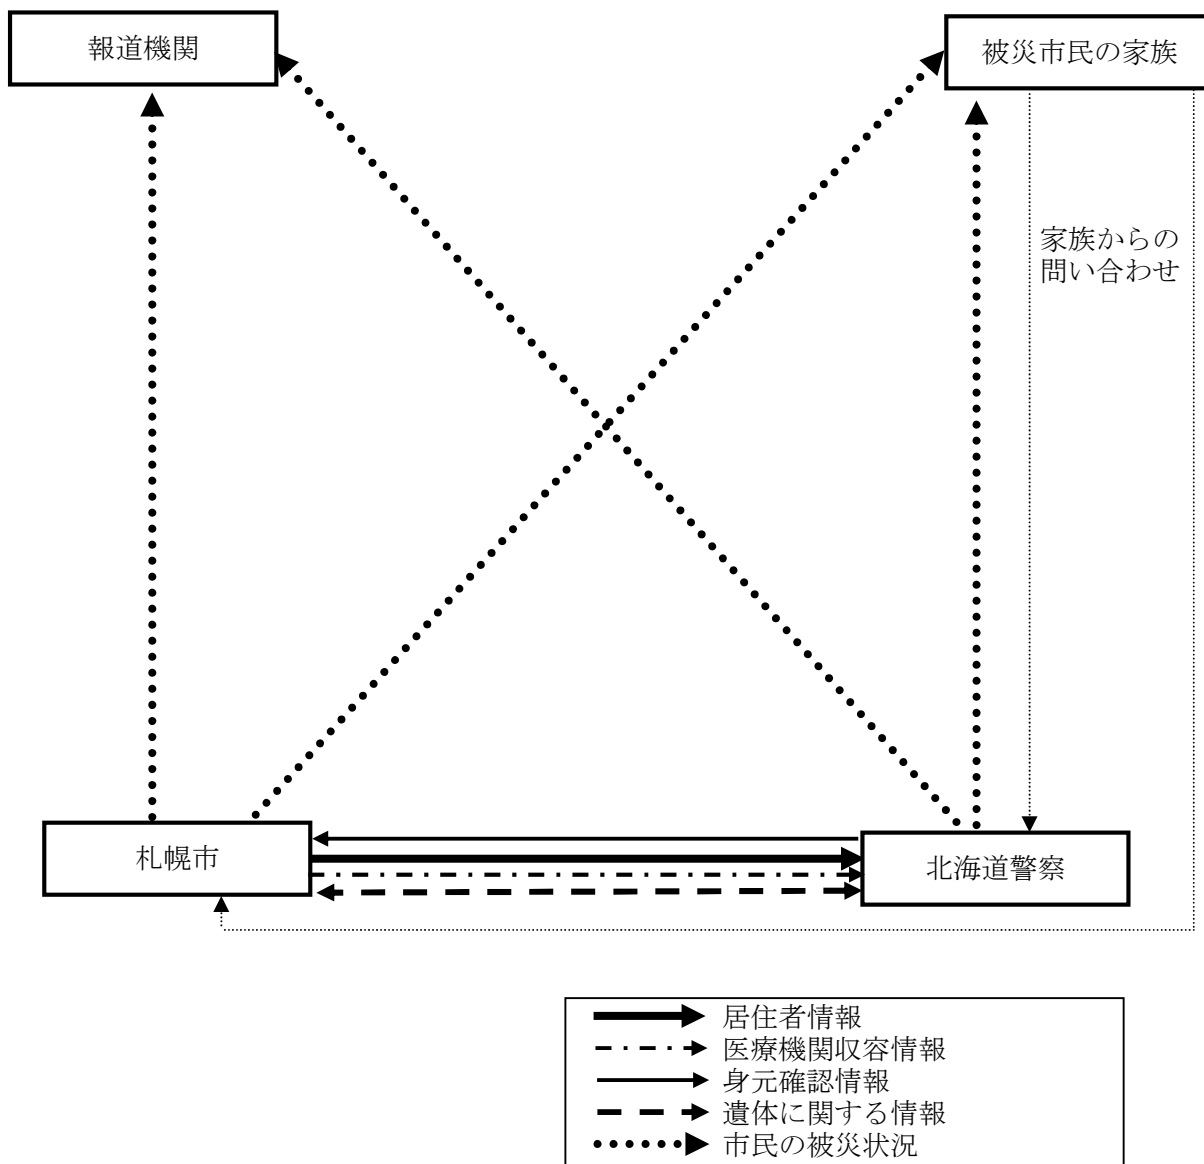 報道機関
被災市民の家族
家族からの
問い合わせ
札幌市
北海道警察
居住者情報
医療機関収容情報
身元確認情報
遺体に関する情報
市民の被災状況